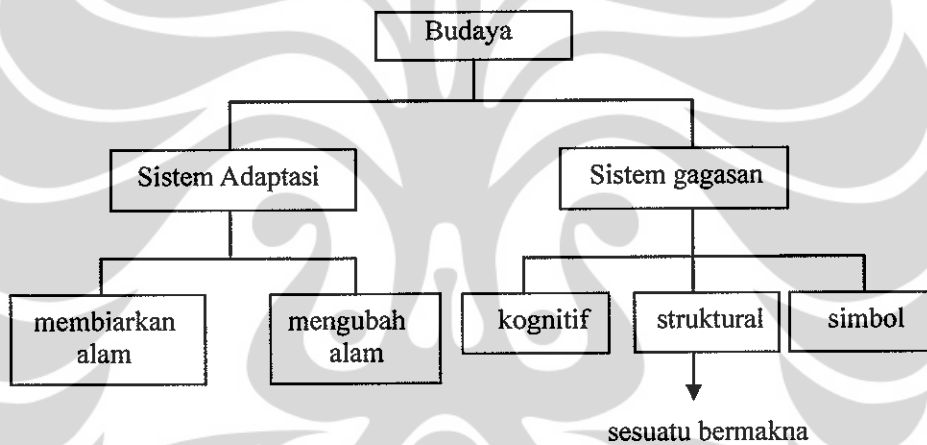 Budaya
Sistem Adaptasi
Sistem gagasan
membiarkan
alam
mengubah
alam
kognitif
struktural
simbol
sesuatu bermakna